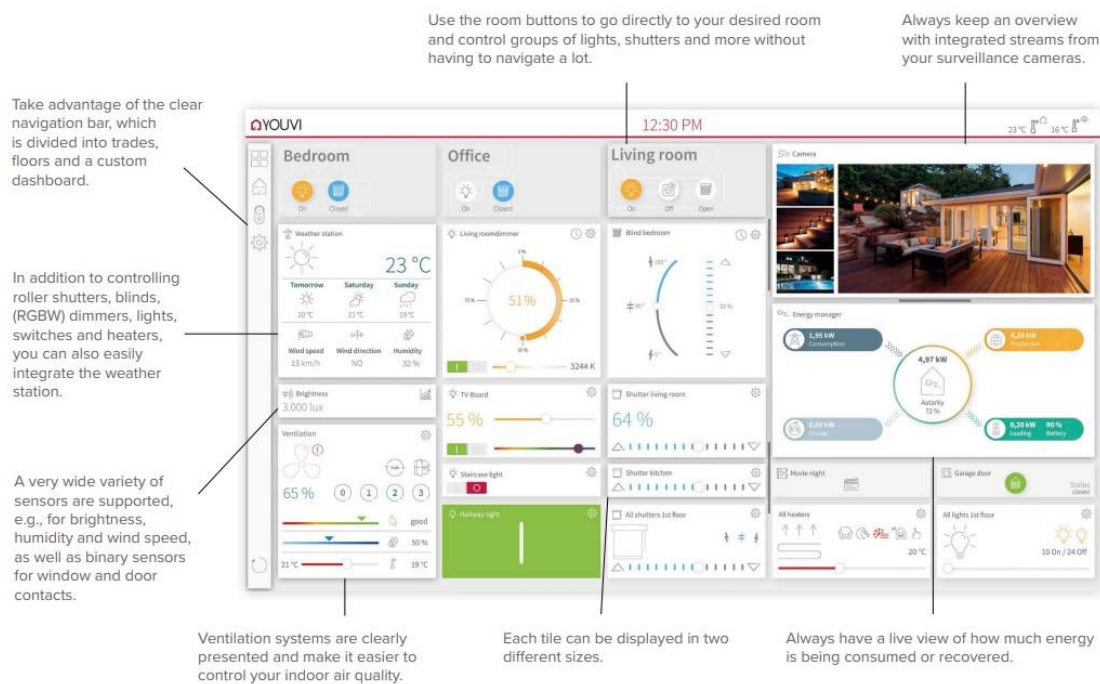 Use the room buttons to go directly to your desired room
and control groups of lights, shutters and more without
having to navigate a lot.
Always keep an overview
with integrated streams from
your surveillance cameras.
Take advantage of the clear
navigation bar, which
is divided into trades,
floors and a custom
dashboard.
In addition to controlling
roller shutters, blinds,
(RGBW) dimmers, lights,
switches and heaters,
you can also easily
integrate the weather
station.
A very wide variety of
sensors are supported,
e.g., for brightness,
humidity and wind speed,
as well as binary sensors
for window and door
contacts.
YOUVI
12:30 PM
23 °C 16 °C
Bedroom
On Closed
Office
On Closed
Living room
On Off Open
Camera
Weather station
23 °C
Tomorrow Saturday Sunday
20 °C 21 °C 19 °C
Wind speed Wind direction Humidity
13 km/h NO 32 %
Living roomdimmer
51 %
3244 K
Blind bedroom
50 %
Energy manager
1,95 kW
Consumption
4,20 kW
4,97 kW
Autarky
72 %
0,20 kW 90 %
Loading Battery
Brightness
3.000 lux
TV-Board
55 %
Shutter living room
64 %
Ventilation
65 % 0 1 2 3
good
50 %
21 °C 19 °C
Staircase light
Shutter kitchen
Movie night
Garage door
Status
closed
Hallway light
All shutters 1st floor
All heaters
20 °C
All lights 1st floor
10 On / 24 Off
Ventilation systems are clearly
presented and make it easier to
control your indoor air quality.
Each tile can be displayed in two
different sizes.
Always have a live view of how much energy
is being consumed or recovered.